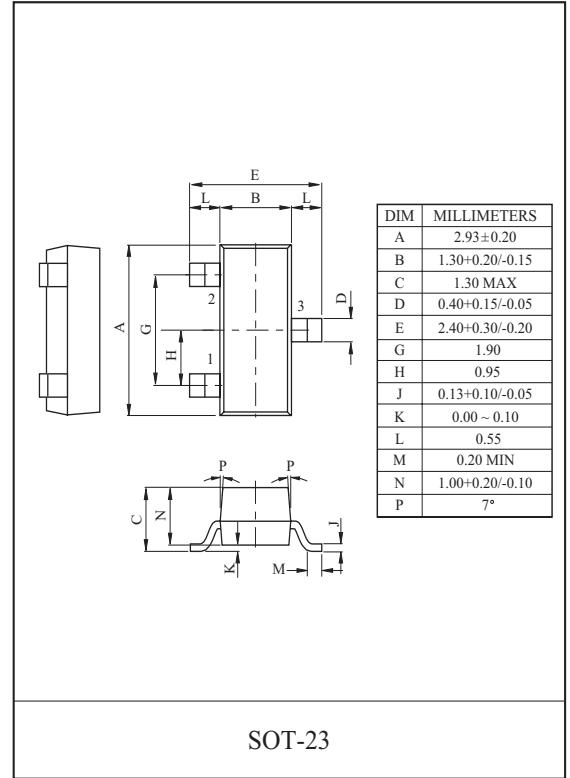 E
L B L
2 3 D
A G H
1
P P
C N J
K M
DIM MILLIMETERS
A 2.93±0.20
B 1.30+0.20/-0.15
C 1.30 MAX
D 0.40+0.15/-0.05
E 2.40+0.30/-0.20
G 1.90
H 0.95
J 0.13+0.10/-0.05
K 0.00 ~ 0.10
L 0.55
M 0.20 MIN
N 1.00+0.20/-0.10
P 7°
SOT-23